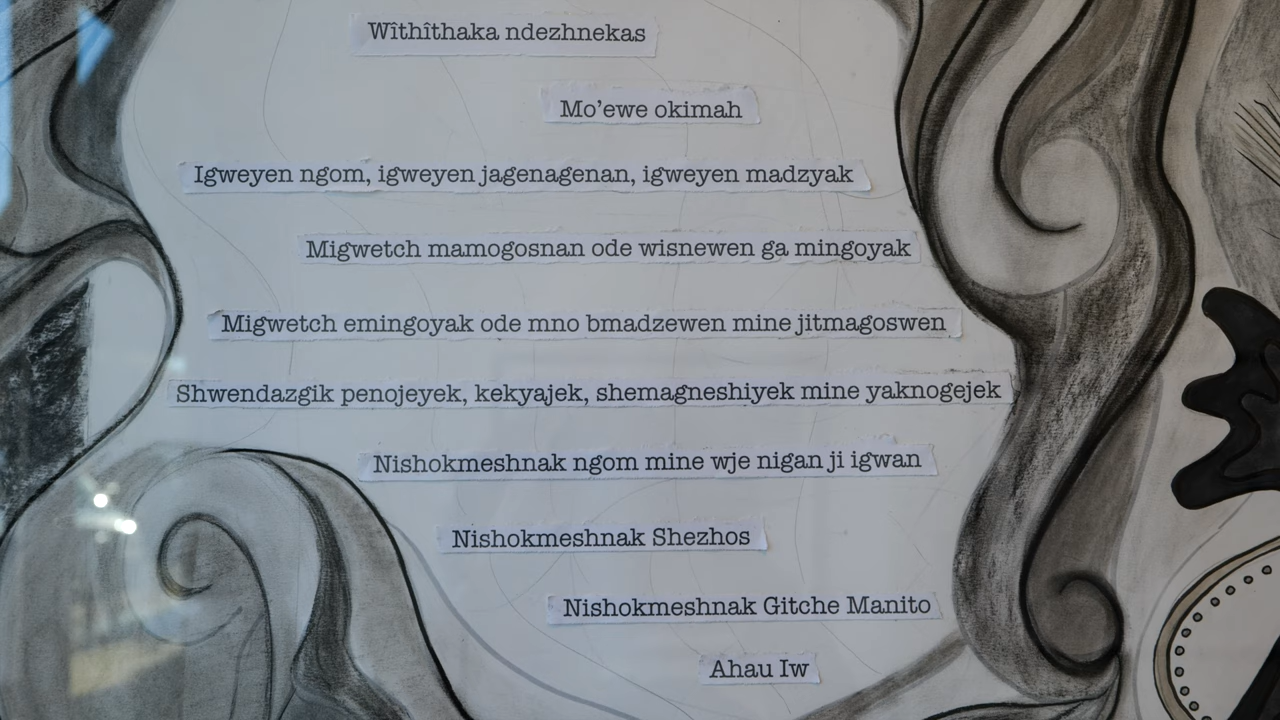 Wîthîthaka ndezhnekas
Mo’ewe okimah
Igweyen ngom, igweyen jagenagenan, igweyen madzyak
Migwetch mamogosnan ode wisnewen ga mingoyak
Migwetch emingoyak ode mno bmadzewen mine jitmagoswen
Shwendazgik penojeyek, kekyajek, shemagneshiyek mine yaknogejek
Nishokmeshnak ngom mine wje nigan ji igwan
Nishokmeshnak Shezhos
Nishokmeshnak Gitche Manito
Ahau Iw